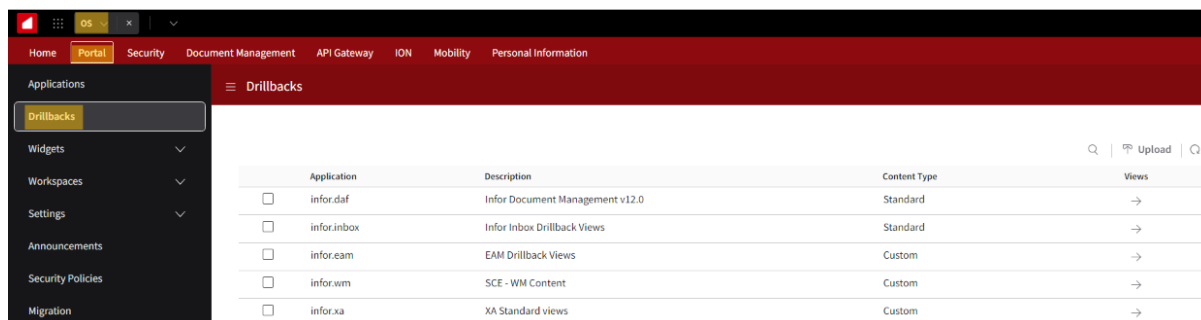 OS
Home Portal Security Document Management API Gateway ION Mobility Personal Information
Applications
Drillbacks
Widgets
Workspaces
Settings
Announcements
Security Policies
Migration
Drillbacks
Upload
Application Description Content Type Views
infor.daf Infor Document Management v12.0 Standard
infor.inbox Infor Inbox Drillback Views Standard
infor.eam EAM Drillback Views Custom
infor.wm SCE - WM Content Custom
infor.xa XA Standard views Custom